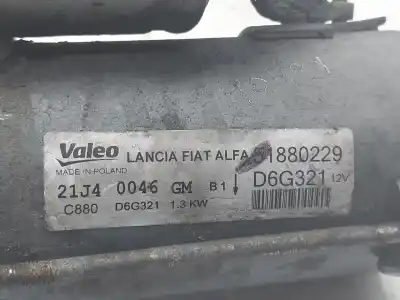 Valeo LANCIA FIAT ALFA 51880229
MADE IN POLAND
21J4 0046 GM B1 D6G321 12V
C880 D6G321 1.3 KW